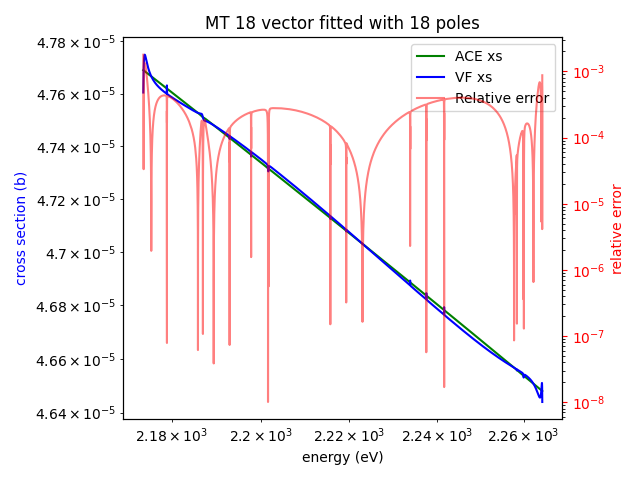 MT 18 vector fitted with 18 poles
ACE xs
VF xs
Relative error
4.78 × 10⁻⁵
4.76 × 10⁻⁵
4.74 × 10⁻⁵
4.72 × 10⁻⁵
4.7 × 10⁻⁵
4.68 × 10⁻⁵
4.66 × 10⁻⁵
4.64 × 10⁻⁵
cross section (b)
10⁻³
10⁻⁴
10⁻⁵
10⁻⁶
10⁻⁷
10⁻⁸
relative error
2.18 × 10³ 2.2 × 10³ 2.22 × 10³ 2.24 × 10³ 2.26 × 10³
energy (eV)